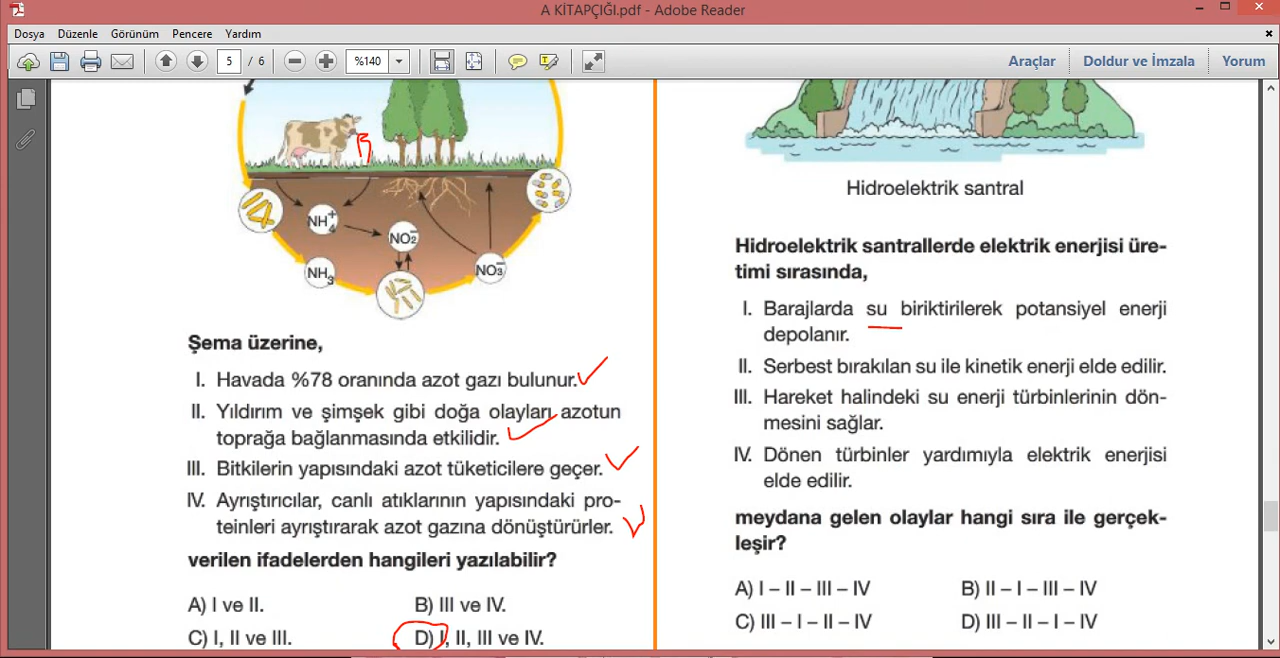 A KİTAPÇIĞI.pdf - Adobe Reader
Dosya Düzenle Görünüm Pencere Yardım
5 / 6 %140 Araçlar Doldur ve İmzala Yorum
B
NH4+
NO2-
NH3
NO3-
Şema üzerine,
I. Havada %78 oranında azot gazı bulunur.
II. Yıldırım ve şimşek gibi doğa olayları azotun
toprağa bağlanmasında etkilidir.
III. Bitkilerin yapısındaki azot tüketicilere geçer.
IV. Ayrıştırıcılar, canlı atıklarının yapısındaki pro-
teinleri ayrıştırarak azot gazına dönüştürürler.
verilen ifadelerden hangileri yazılabilir?
A) I ve II.
B) III ve IV.
C) I, II ve III.
D) I, II, III ve IV.
Hidroelektrik santral
Hidroelektrik santrallerde elektrik enerjisi üre-
timi sırasında,
I. Barajlarda su biriktirilerek potansiyel enerji
depolanır.
II. Serbest bırakılan su ile kinetik enerji elde edilir.
III. Hareket halindeki su enerji türbinlerinin dön-
mesini sağlar.
IV. Dönen türbinler yardımıyla elektrik enerjisi
elde edilir.
meydana gelen olaylar hangi sıra ile gerçek-
leşir?
A) I – II – III – IV
B) II – I – III – IV
C) III – I – II – IV
D) III – II – I – IV